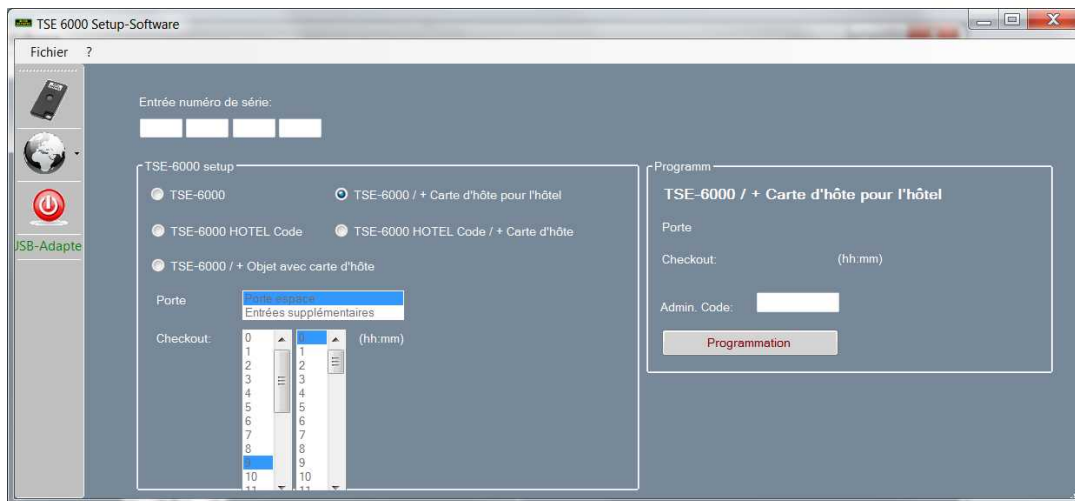 TSE 6000 Setup-Software
Fichier ?
Entrée numéro de série:
TSE-6000 setup
TSE-6000
TSE-6000 / + Carte d'hôte pour l'hôtel
TSE-6000 HOTEL Code
TSE-6000 HOTEL Code / + Carte d'hôte
TSE-6000 / + Objet avec carte d'hôte
Porte
Porte espace
Entrées supplémentaires
Checkout:
(hh:mm)
0
1
2
3
4
5
6
7
8
9
10
11
0
1
2
3
4
5
6
7
8
9
10
11
Programm
TSE-6000 / + Carte d'hôte pour l'hôtel
Porte
Checkout: (hh:mm)
Admin. Code:
Programmation
JSB-Adapte